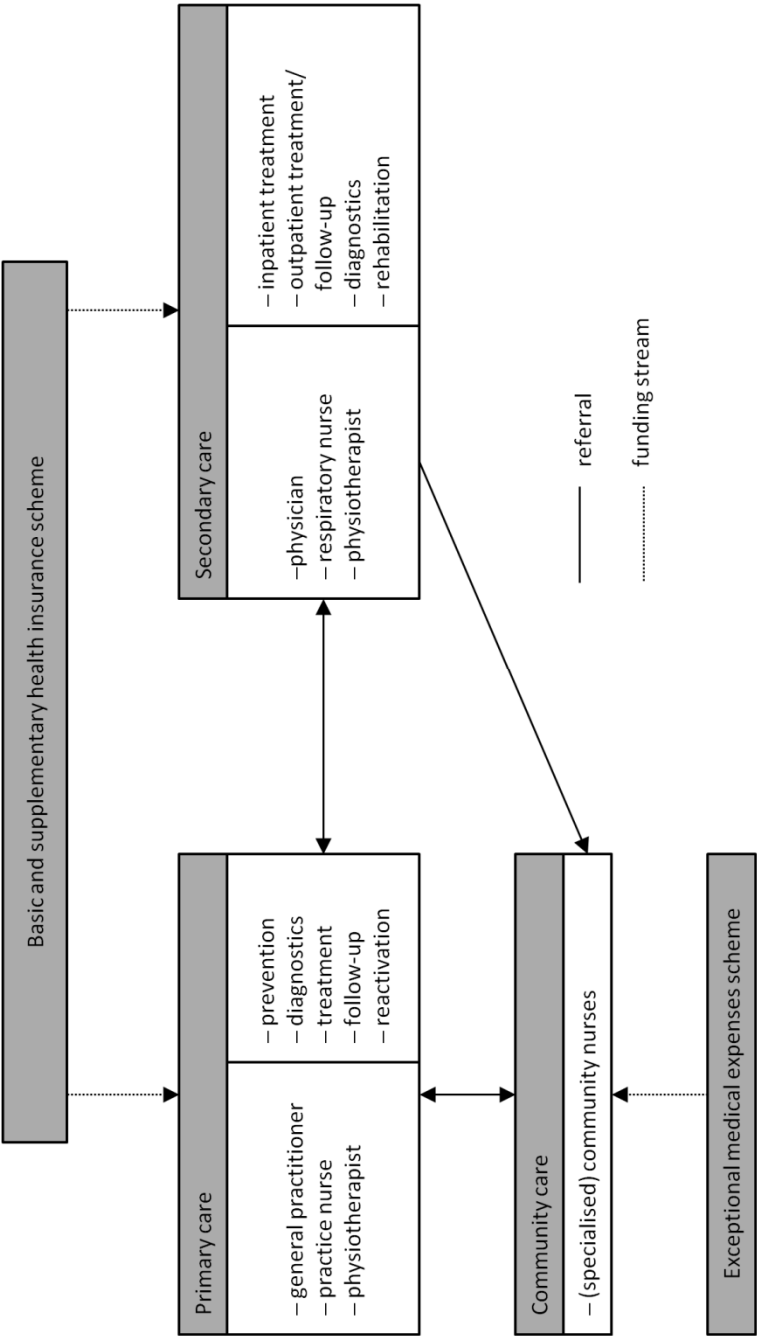 Basic and supplementary health insurance scheme
Primary care
– general practitioner
– practice nurse
– physiotherapist
– prevention
– diagnostics
– treatment
– follow-up
– reactivation
Secondary care
–physician
– respiratory nurse
– physiotherapist
– inpatient treatment
– outpatient treatment/
follow-up
– diagnostics
– rehabilitation
Community care
– (specialised) community nurses
Exceptional medical expenses scheme
referral
funding stream